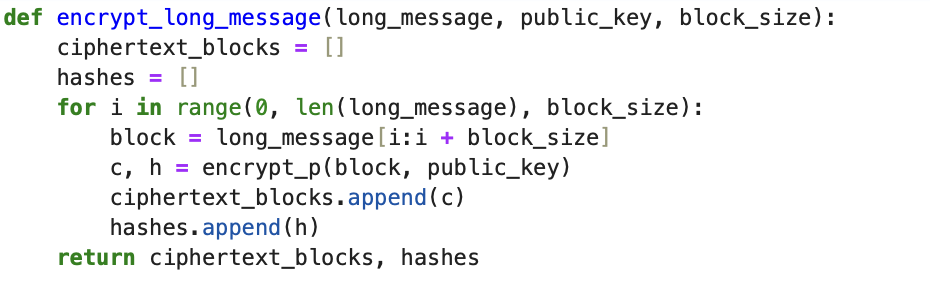 def encrypt_long_message(long_message, public_key, block_size):
    ciphertext_blocks = []
    hashes = []
    for i in range(0, len(long_message), block_size):
        block = long_message[i:i + block_size]
        c, h = encrypt_p(block, public_key)
        ciphertext_blocks.append(c)
        hashes.append(h)
    return ciphertext_blocks, hashes